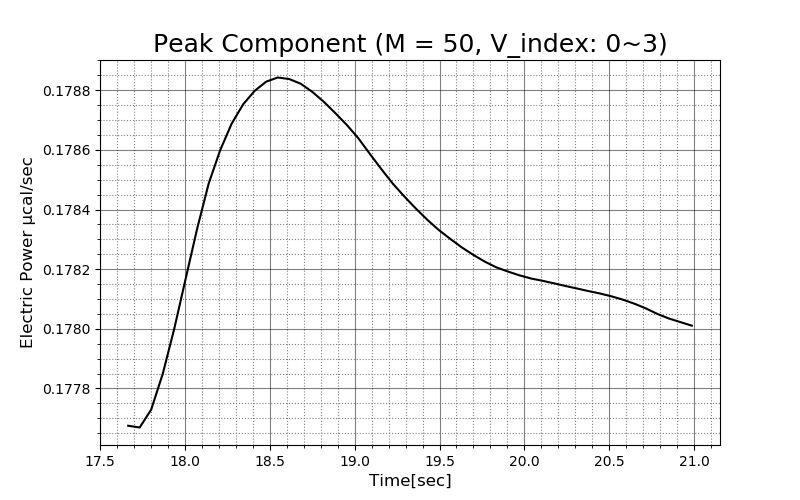 Peak Component (M = 50, V_index: 0~3)
Electric Power μcal/sec
0.1788
0.1786
0.1784
0.1782
0.1780
0.1778
17.5 18.0 18.5 19.0 19.5 20.0 20.5 21.0
Time[sec]